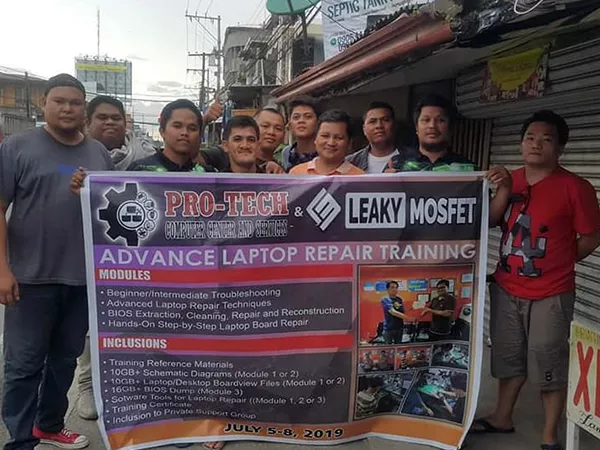 SEPTIC TANK
PRO-TECH
COMPUTER CENTER AND SERVICES -
&
LEAKY MOSFET
ADVANCE LAPTOP REPAIR TRAINING
MODULES
• Beginner/Intermediate Troubleshooting
• Advanced Laptop Repair Techniques
• BIOS Extraction, Cleaning, Repair and Reconstruction
• Hands-On Step-by-Step Laptop Board Repair
INCLUSIONS
• Training Reference Materials
• 10GB+ Schematic Diagrams (Module 1 or 2)
• 10GB+ Laptop/Desktop Boardview Files (Module 1 or 2)
• 16GB+ BIOS Dump (Module 3)
• Sofware Tools for Laptop Repair ((Module 1, 2 or 3)
• Training Certificate
• Inclusion to Private Support Group
JULY 5-8, 2019